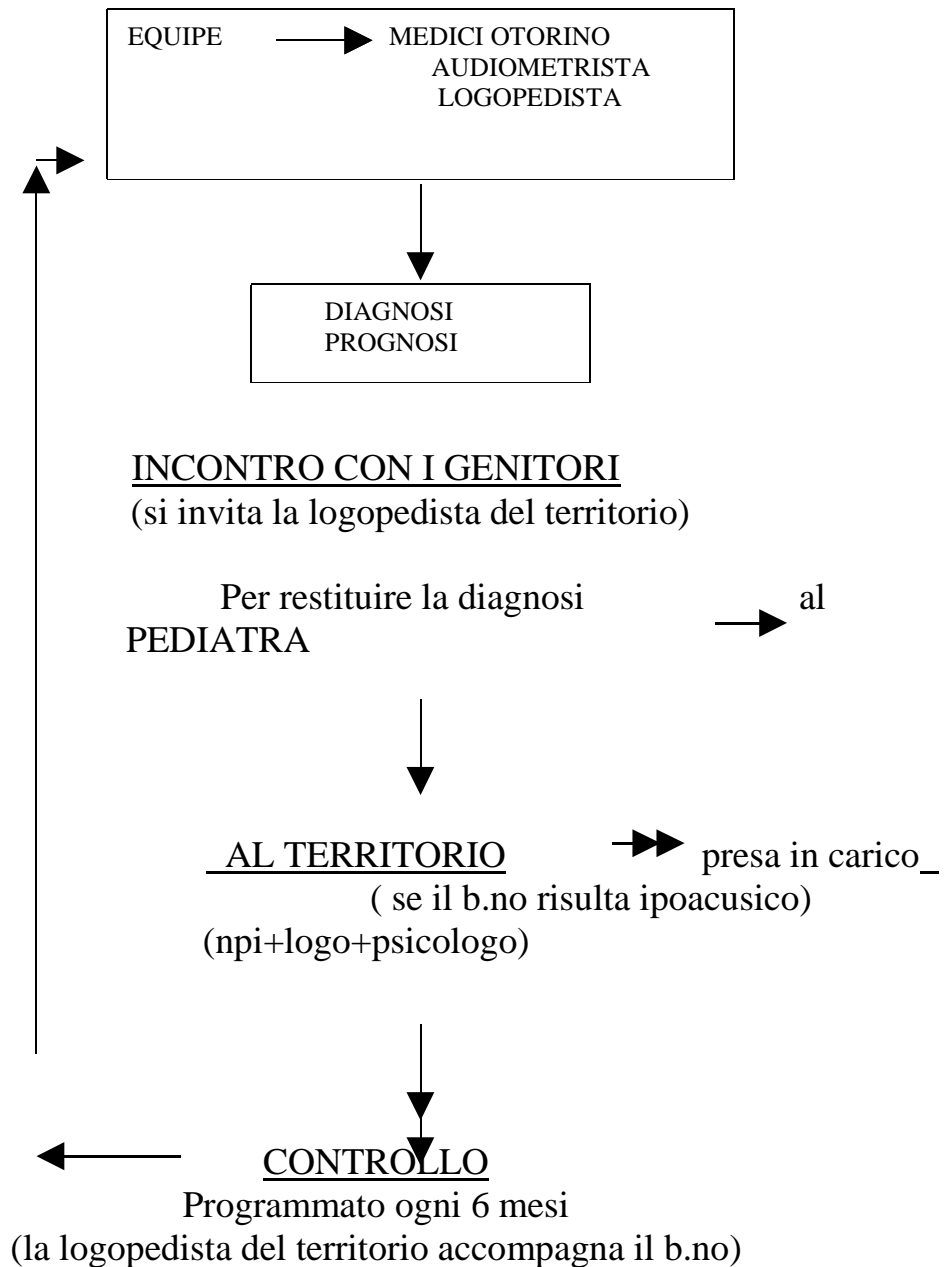 EQUIPE MEDICI OTORINO
AUDIOMETRISTA
LOGOPEDISTA
DIAGNOSI
PROGNOSI
INCONTRO CON I GENITORI
(si invita la logopedista del territorio)
Per restituire la diagnosi al
PEDIATRA
AL TERRITORIO presa in carico
( se il b.no risulta ipoacusico)
(npi+logo+psicologo)
CONTROLLO
Programmato ogni 6 mesi
(la logopedista del territorio accompagna il b.no)